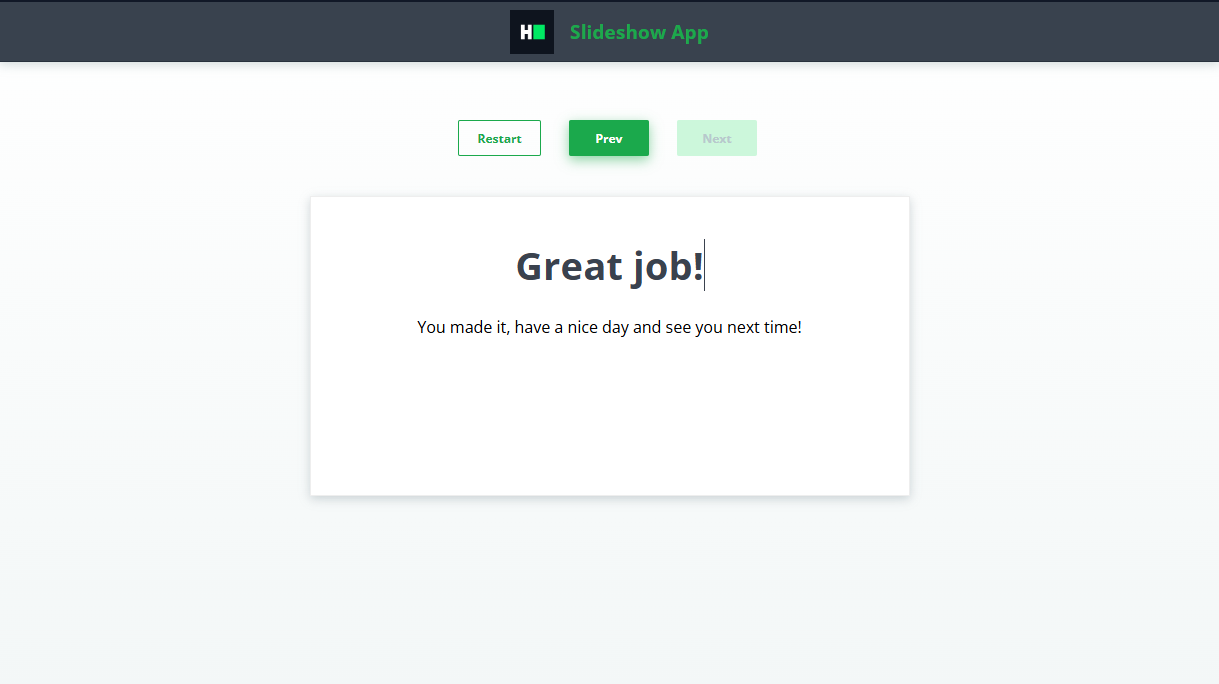 H
Slideshow App
Restart
Prev
Next
Great job!
You made it, have a nice day and see you next time!